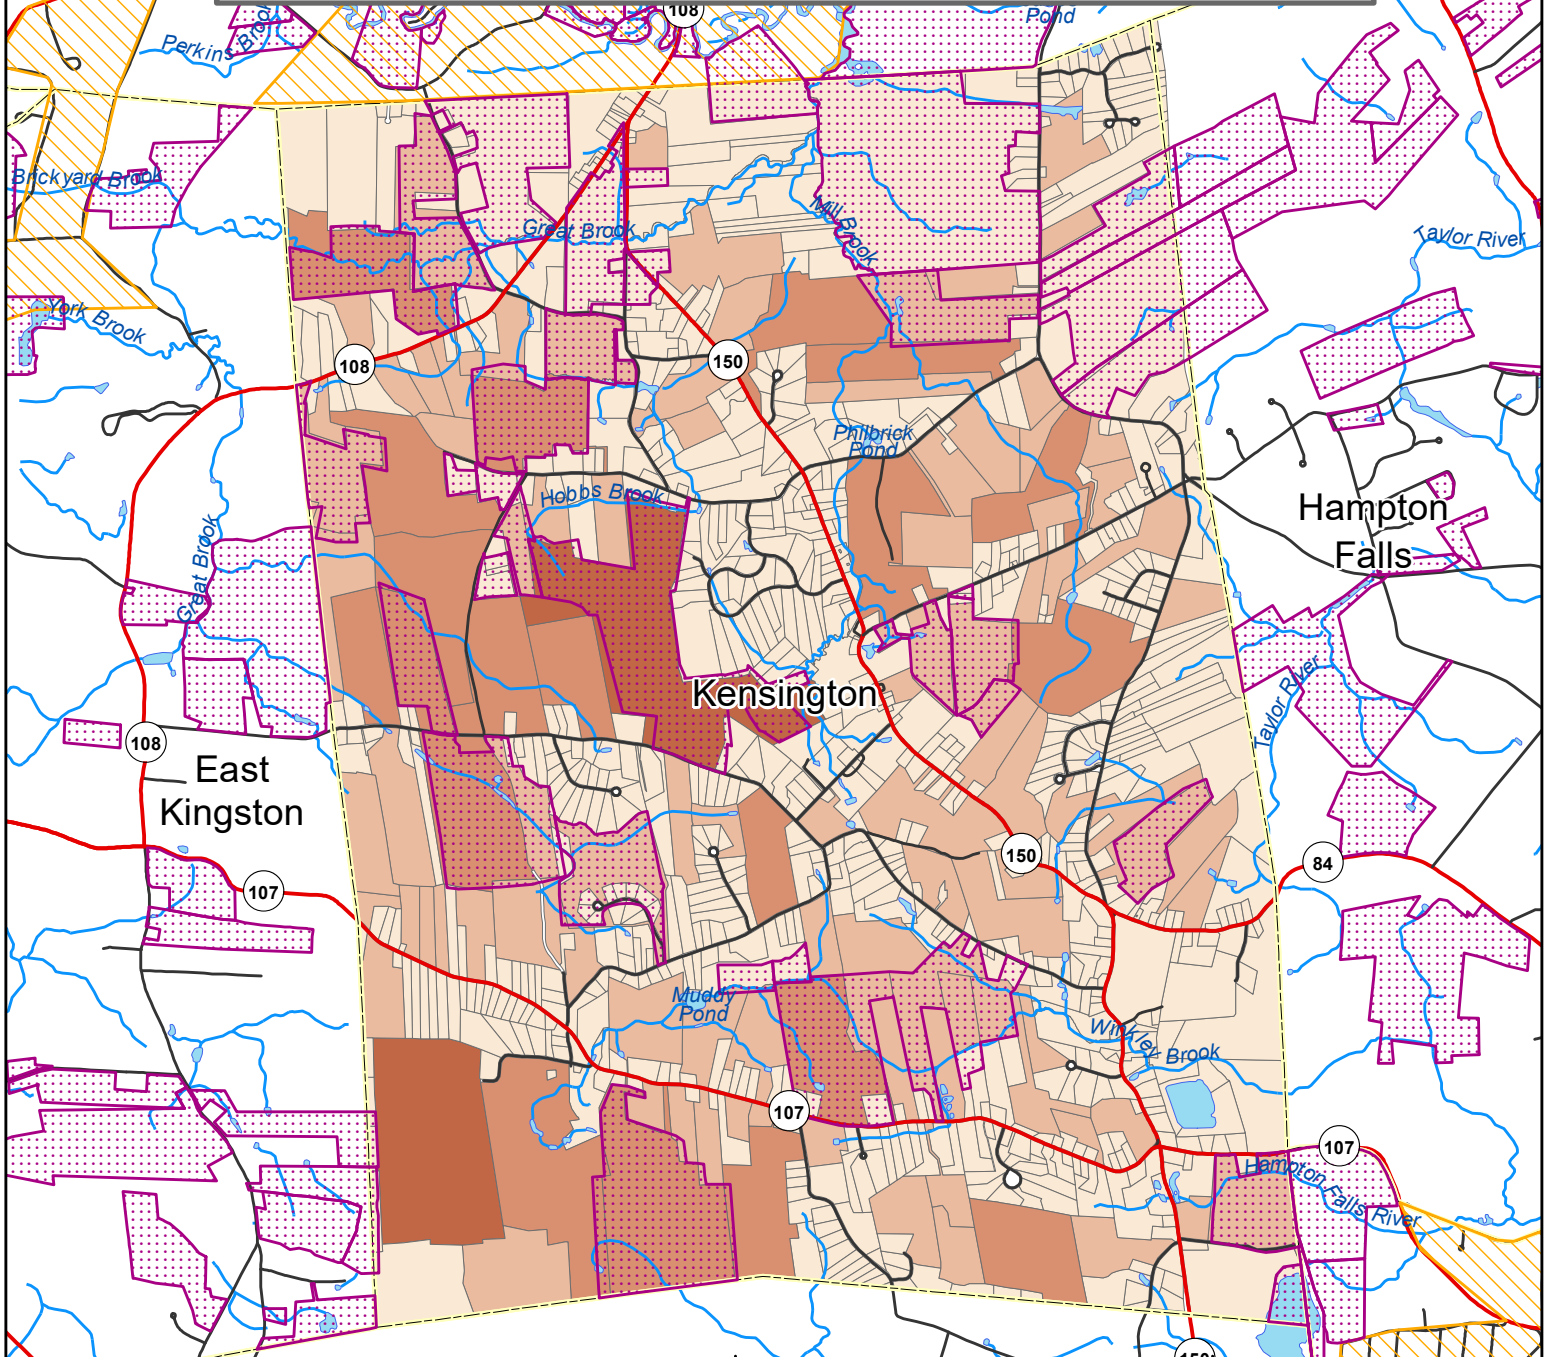 108
Pond
Perkins Brook
Brickyard Brook
Great Brook
Mill Brook
Taylor River
York Brook
108
150
Philbrick
Pond
Hobbs Brook
Hampton
Falls
Great Brook
Kensington
Taylor River
108
East
Kingston
150
84
107
Muddy
Pond
Winkley Brook
107
107
Hampton Falls River
150